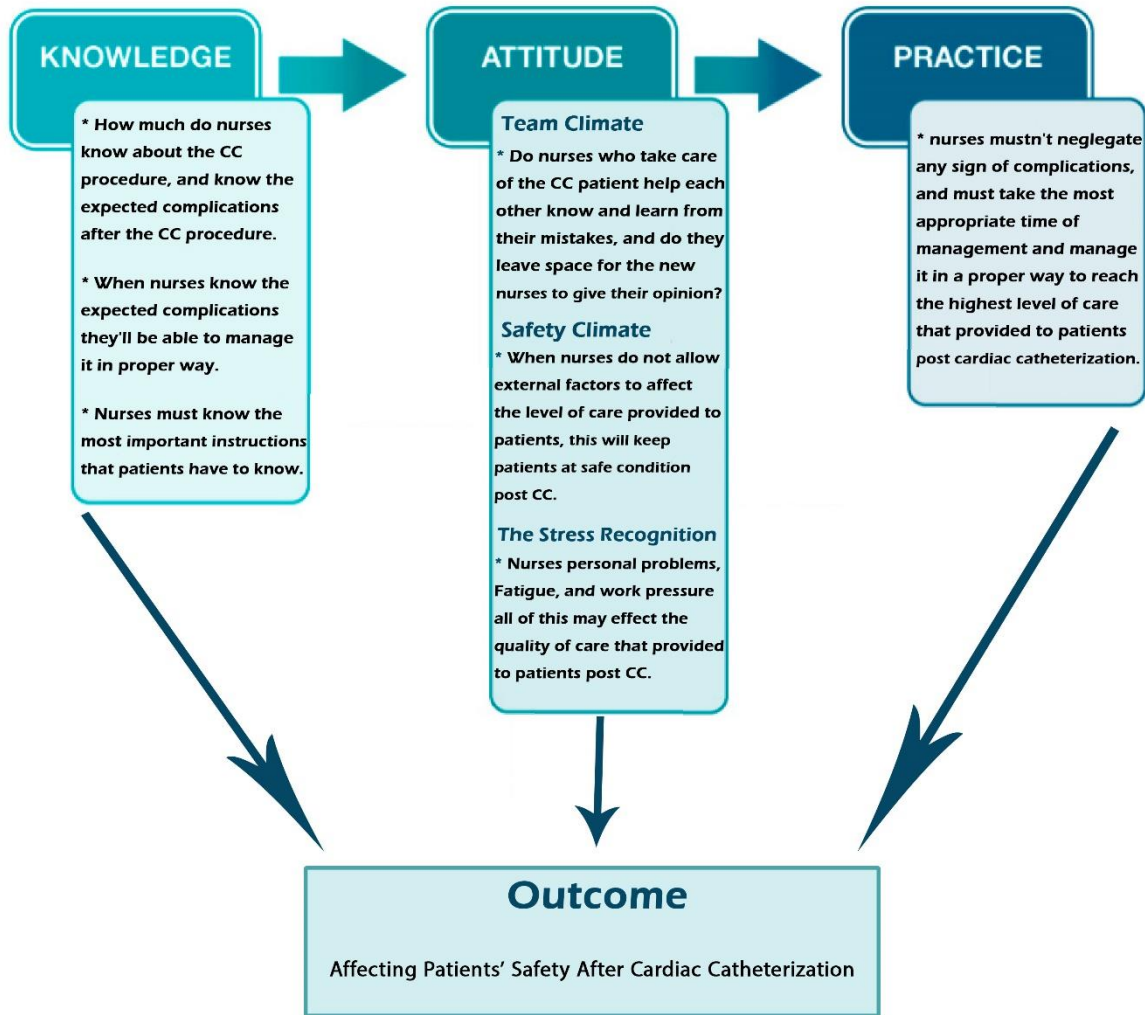 KNOWLEDGE
* How much do nurses
know about the CC
procedure, and know the
expected complications
after the CC procedure.
* When nurses know the
expected complications
they'll be able to manage
it in proper way.
* Nurses must know the
most important instructions
that patients have to know.
ATTITUDE
Team Climate
* Do nurses who take care
of the CC patient help each
other know and learn from
their mistakes, and do they
leave space for the new
nurses to give their opinion?
Safety Climate
* When nurses do not allow
external factors to affect
the level of care provided to
patients, this will keep
patients at safe condition
post CC.
The Stress Recognition
* Nurses personal problems,
Fatigue, and work pressure
all of this may effect the
quality of care that provided
to patients post CC.
PRACTICE
* nurses mustn't neglegate
any sign of complications,
and must take the most
appropriate time of
management and manage
it in a proper way to reach
the highest level of care
that provided to patients
post cardiac catheterization.
Outcome
Affecting Patients' Safety After Cardiac Catheterization